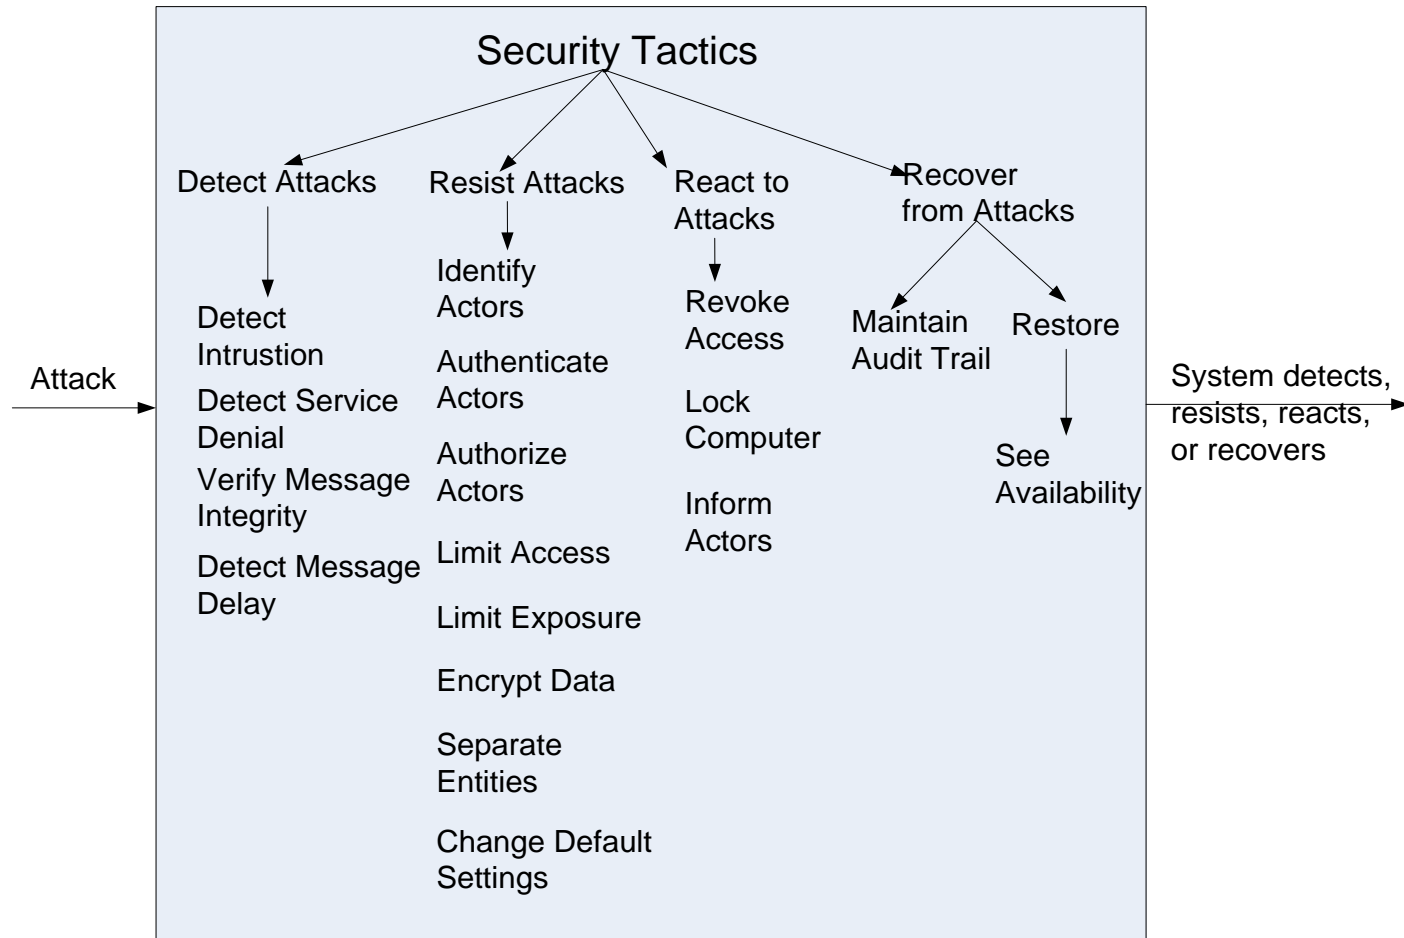 Security Tactics
Detect Attacks
Resist Attacks
React to
Attacks
Recover
from Attacks
Detect
Intrustion
Detect Service
Denial
Verify Message
Integrity
Detect Message
Delay
Identify
Actors
Authenticate
Actors
Authorize
Actors
Limit Access
Limit Exposure
Encrypt Data
Separate
Entities
Change Default
Settings
Revoke
Access
Lock
Computer
Inform
Actors
Maintain
Audit Trail
Restore
See
Availability
Attack
System detects,
resists, reacts,
or recovers